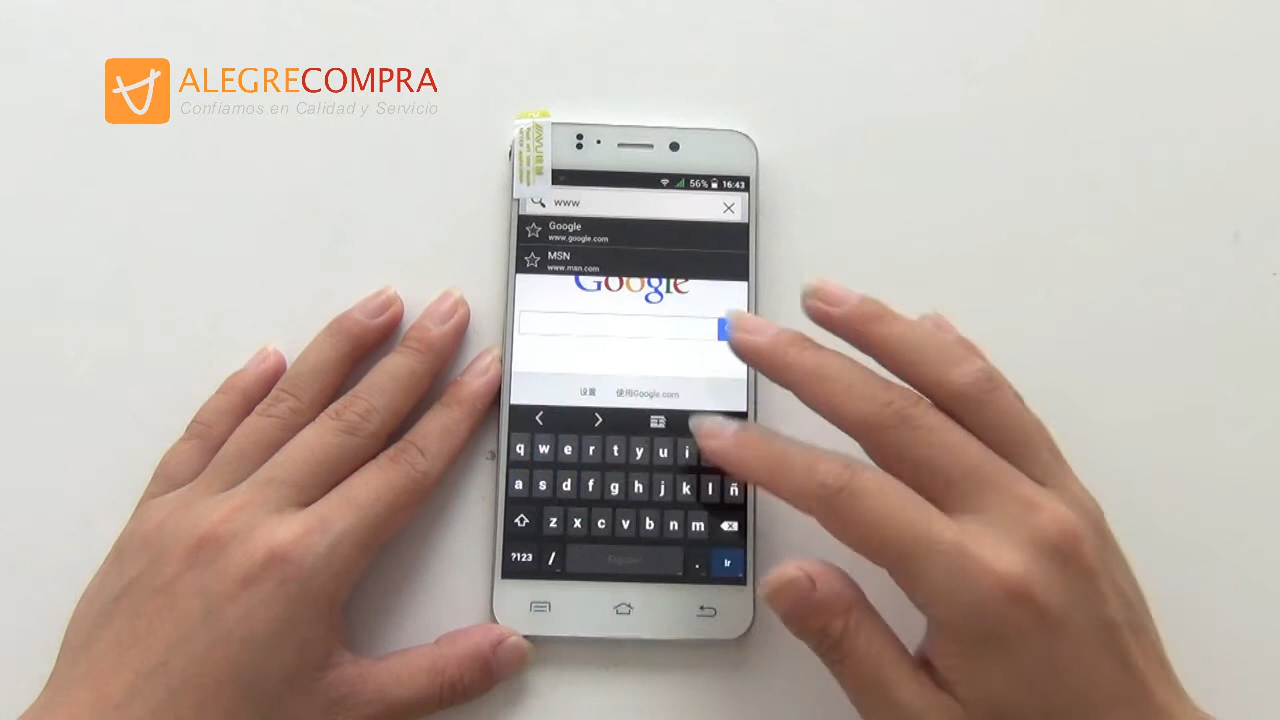 ALEGRECOMPRA
Confiamos en Calidad y Servicio
56% 16:43
www
Google
www.google.com
MSN
www.msn.com
Google
设置 使用Google.com
q w e r t y u i
a s d f g h j k l ñ
z x c v b n m
?123 / . Ir